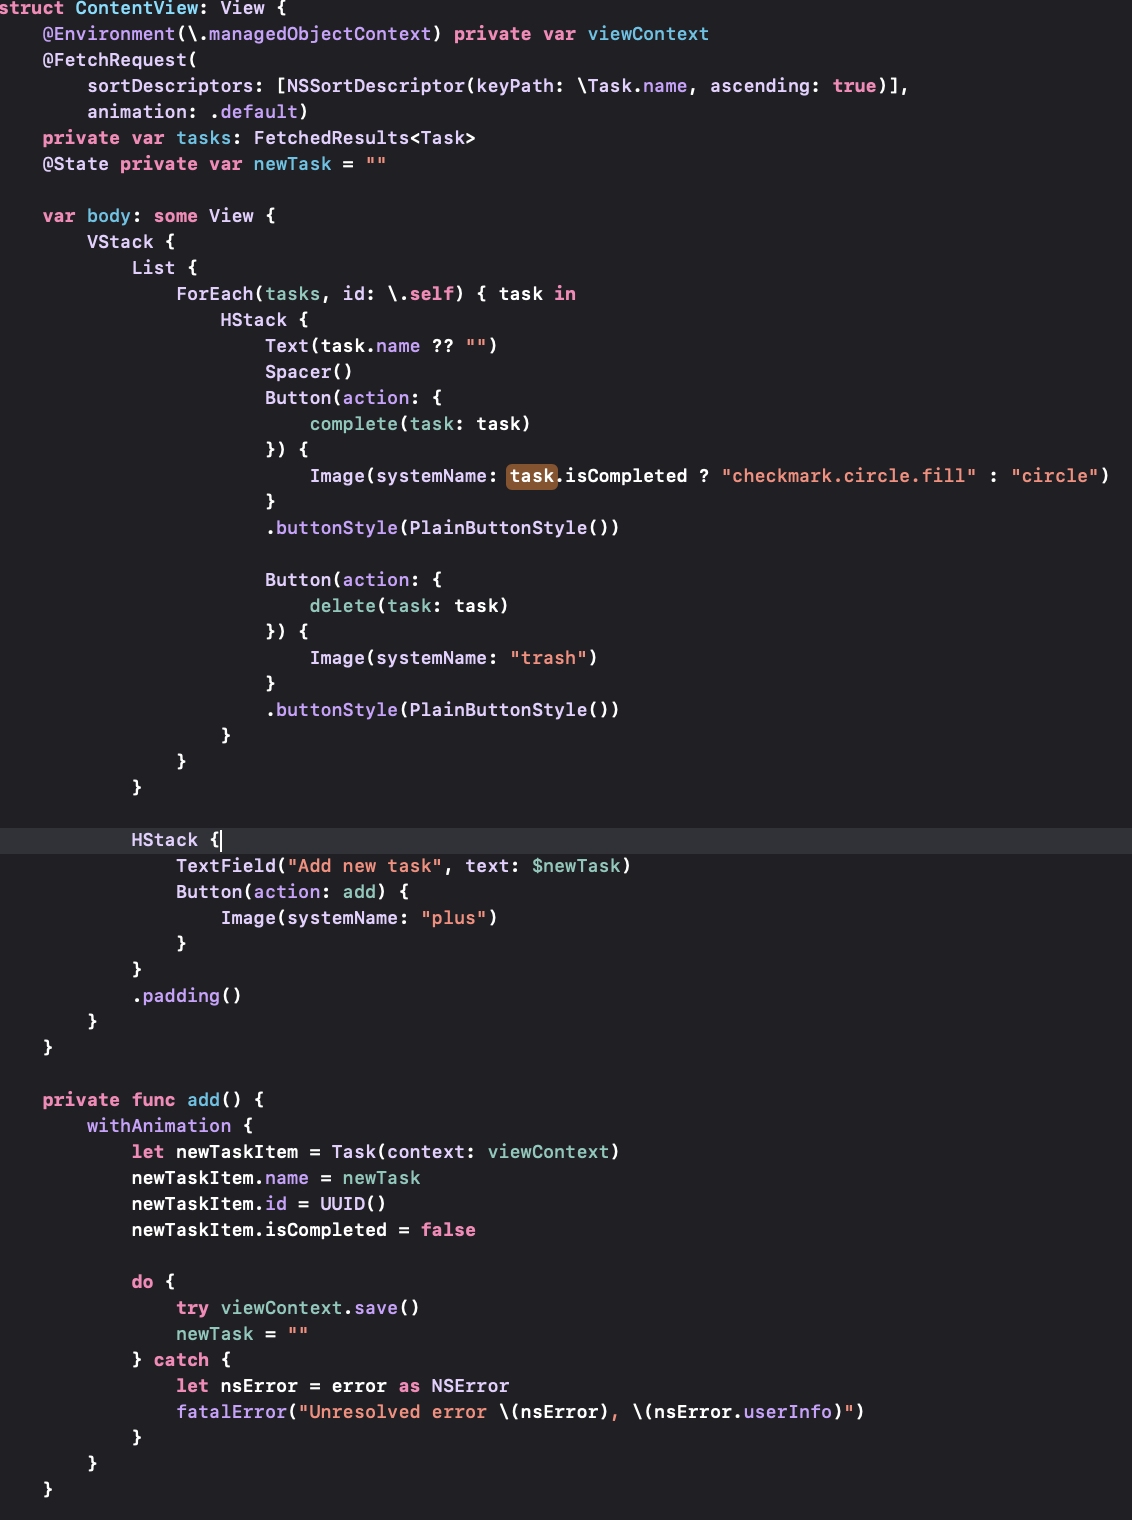 struct ContentView: View {
    @Environment(\.managedObjectContext) private var viewContext
    @FetchRequest(
        sortDescriptors: [NSSortDescriptor(keyPath: \Task.name, ascending: true)],
        animation: .default)
    private var tasks: FetchedResults<Task>
    @State private var newTask = ""

    var body: some View {
        VStack {
            List {
                ForEach(tasks, id: \.self) { task in
                    HStack {
                        Text(task.name ?? "")
                        Spacer()
                        Button(action: {
                            complete(task: task)
                        }) {
                            Image(systemName: task.isCompleted ? "checkmark.circle.fill" : "circle")
                        }
                        .buttonStyle(PlainButtonStyle())

                        Button(action: {
                            delete(task: task)
                        }) {
                            Image(systemName: "trash")
                        }
                        .buttonStyle(PlainButtonStyle())
                    }
                }
            }

            HStack {
                TextField("Add new task", text: $newTask)
                Button(action: add) {
                    Image(systemName: "plus")
                }
            }
            .padding()
        }
    }

    private func add() {
        withAnimation {
            let newTaskItem = Task(context: viewContext)
            newTaskItem.name = newTask
            newTaskItem.id = UUID()
            newTaskItem.isCompleted = false

            do {
                try viewContext.save()
                newTask = ""
            } catch {
                let nsError = error as NSError
                fatalError("Unresolved error \(nsError), \(nsError.userInfo)")
            }
        }
    }